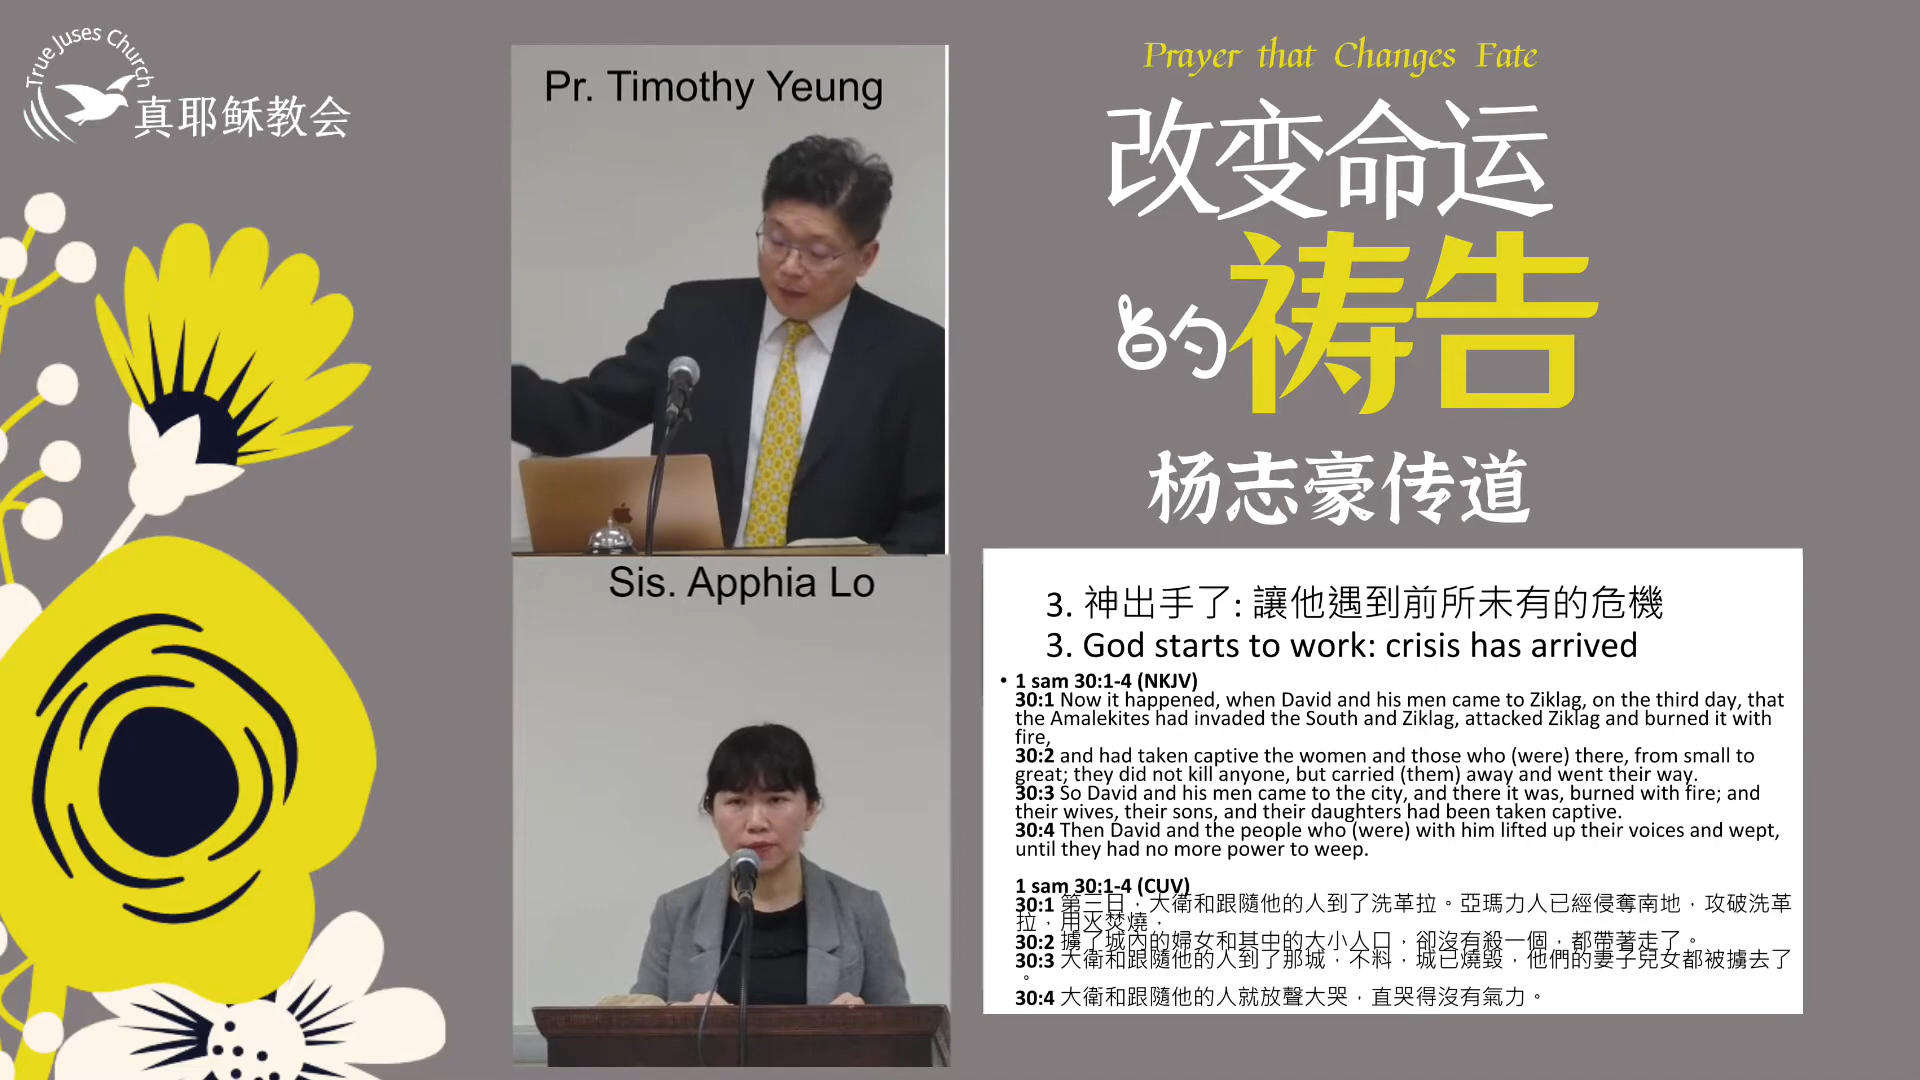 True Juses Church
真耶稣教会
Pr. Timothy Yeung
Sis. Apphia Lo
Prayer that Changes Fate
改变命运
的祷告
杨志豪传道
3. 神出手了: 讓他遇到前所未有的危機
3. God starts to work: crisis has arrived
• 1 sam 30:1-4 (NKJV)
30:1 Now it happened, when David and his men came to Ziklag, on the third day, that
the Amalekites had invaded the South and Ziklag, attacked Ziklag and burned it with
fire,
30:2 and had taken captive the women and those who (were) there, from small to
great; they did not kill anyone, but carried (them) away and went their way.
30:3 So David and his men came to the city, and there it was, burned with fire; and
their wives, their sons, and their daughters had been taken captive.
30:4 Then David and the people who (were) with him lifted up their voices and wept,
until they had no more power to weep.
1 sam 30:1-4 (CUV)
30:1 第三日，大衛和跟隨他的人到了洗革拉。亞瑪力人已經侵奪南地，攻破洗革
拉，用火焚燒，
30:2 擄了城內的婦女和其中的大小人口，卻沒有殺一個，都帶著走了。
30:3 大衛和跟隨他的人到了那城，不料，城已燒毀，他們的妻子兒女都被擄去了
。
30:4 大衛和跟隨他的人就放聲大哭，直哭得沒有氣力。